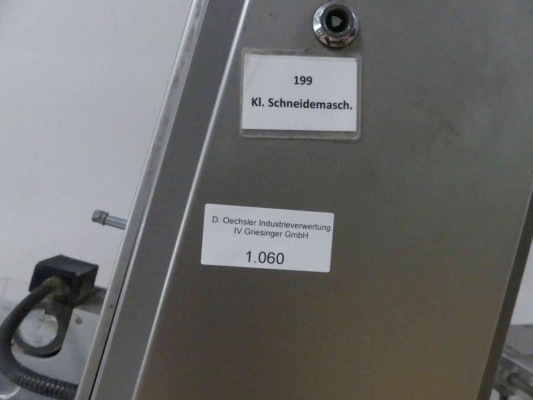 199
Kl. Schneidemasch.
D. Oechsler Industrieverwertung
IV Griesinger GmbH
1.060